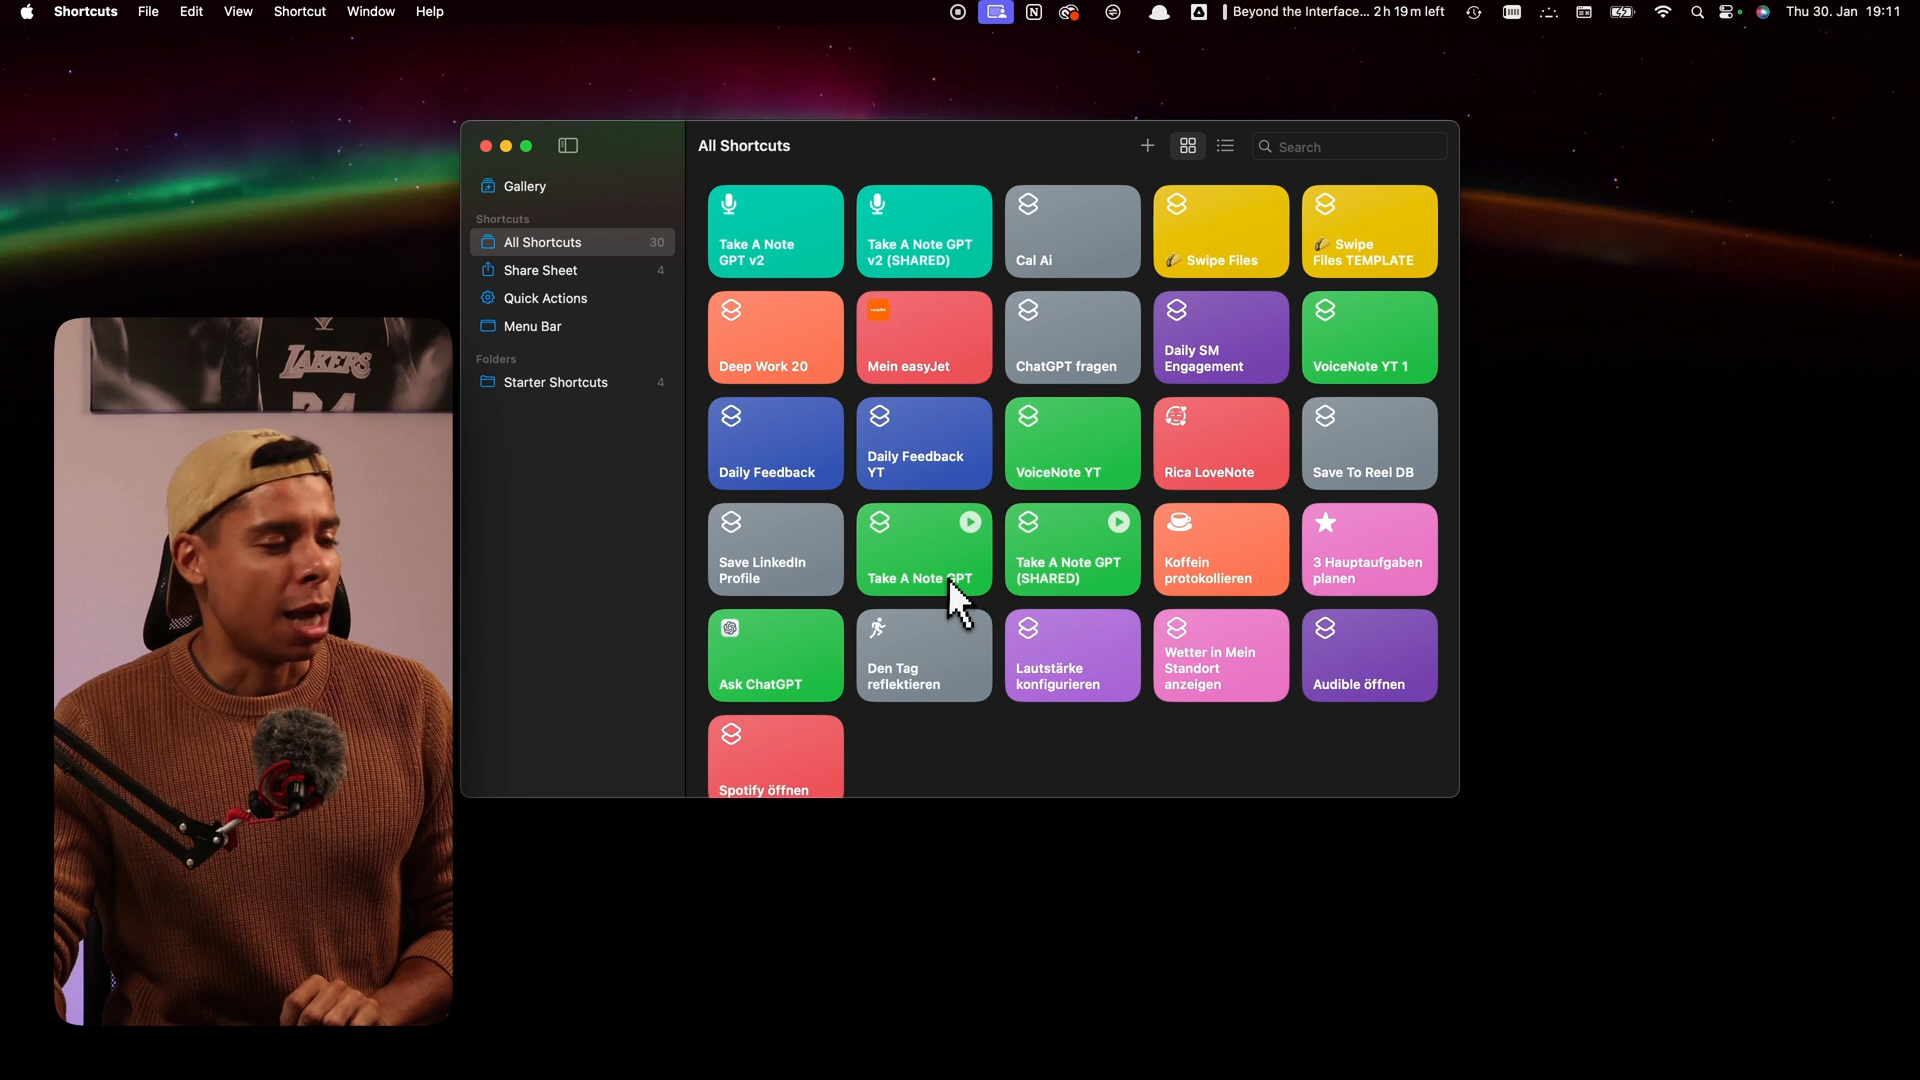 Shortcuts File Edit View Shortcut Window Help
Beyond the Interface... 2 h 19 m left
Thu 30. Jan 19:11
All Shortcuts
Search
Gallery
Shortcuts
All Shortcuts 30
Share Sheet 4
Quick Actions
Menu Bar
Folders
Starter Shortcuts 4
Take A Note
GPT v2
Take A Note GPT
v2 (SHARED)
Cal Ai
🌮 Swipe Files
🌮 Swipe
Files TEMPLATE
Deep Work 20
Mein easyJet
ChatGPT fragen
Daily SM
Engagement
VoiceNote YT 1
Daily Feedback
Daily Feedback
YT
VoiceNote YT
Rica LoveNote
Save To Reel DB
Save LinkedIn
Profile
Take A Note GPT
Take A Note GPT
(SHARED)
Koffein
protokollieren
3 Hauptaufgaben
planen
Ask ChatGPT
Den Tag
reflektieren
Lautstärke
konfigurieren
Wetter in Mein
Standort
anzeigen
Audible öffnen
Spotify öffnen
LAKERS
24